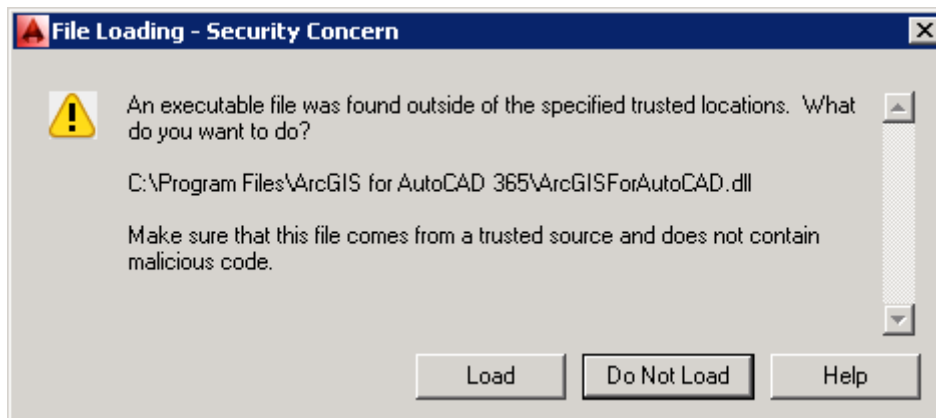 File Loading - Security Concern
An executable file was found outside of the specified trusted locations.  What
do you want to do?
C:\Program Files\ArcGIS for AutoCAD 365\ArcGISForAutoCAD.dll
Make sure that this file comes from a trusted source and does not contain
malicious code.
Load
Do Not Load
Help